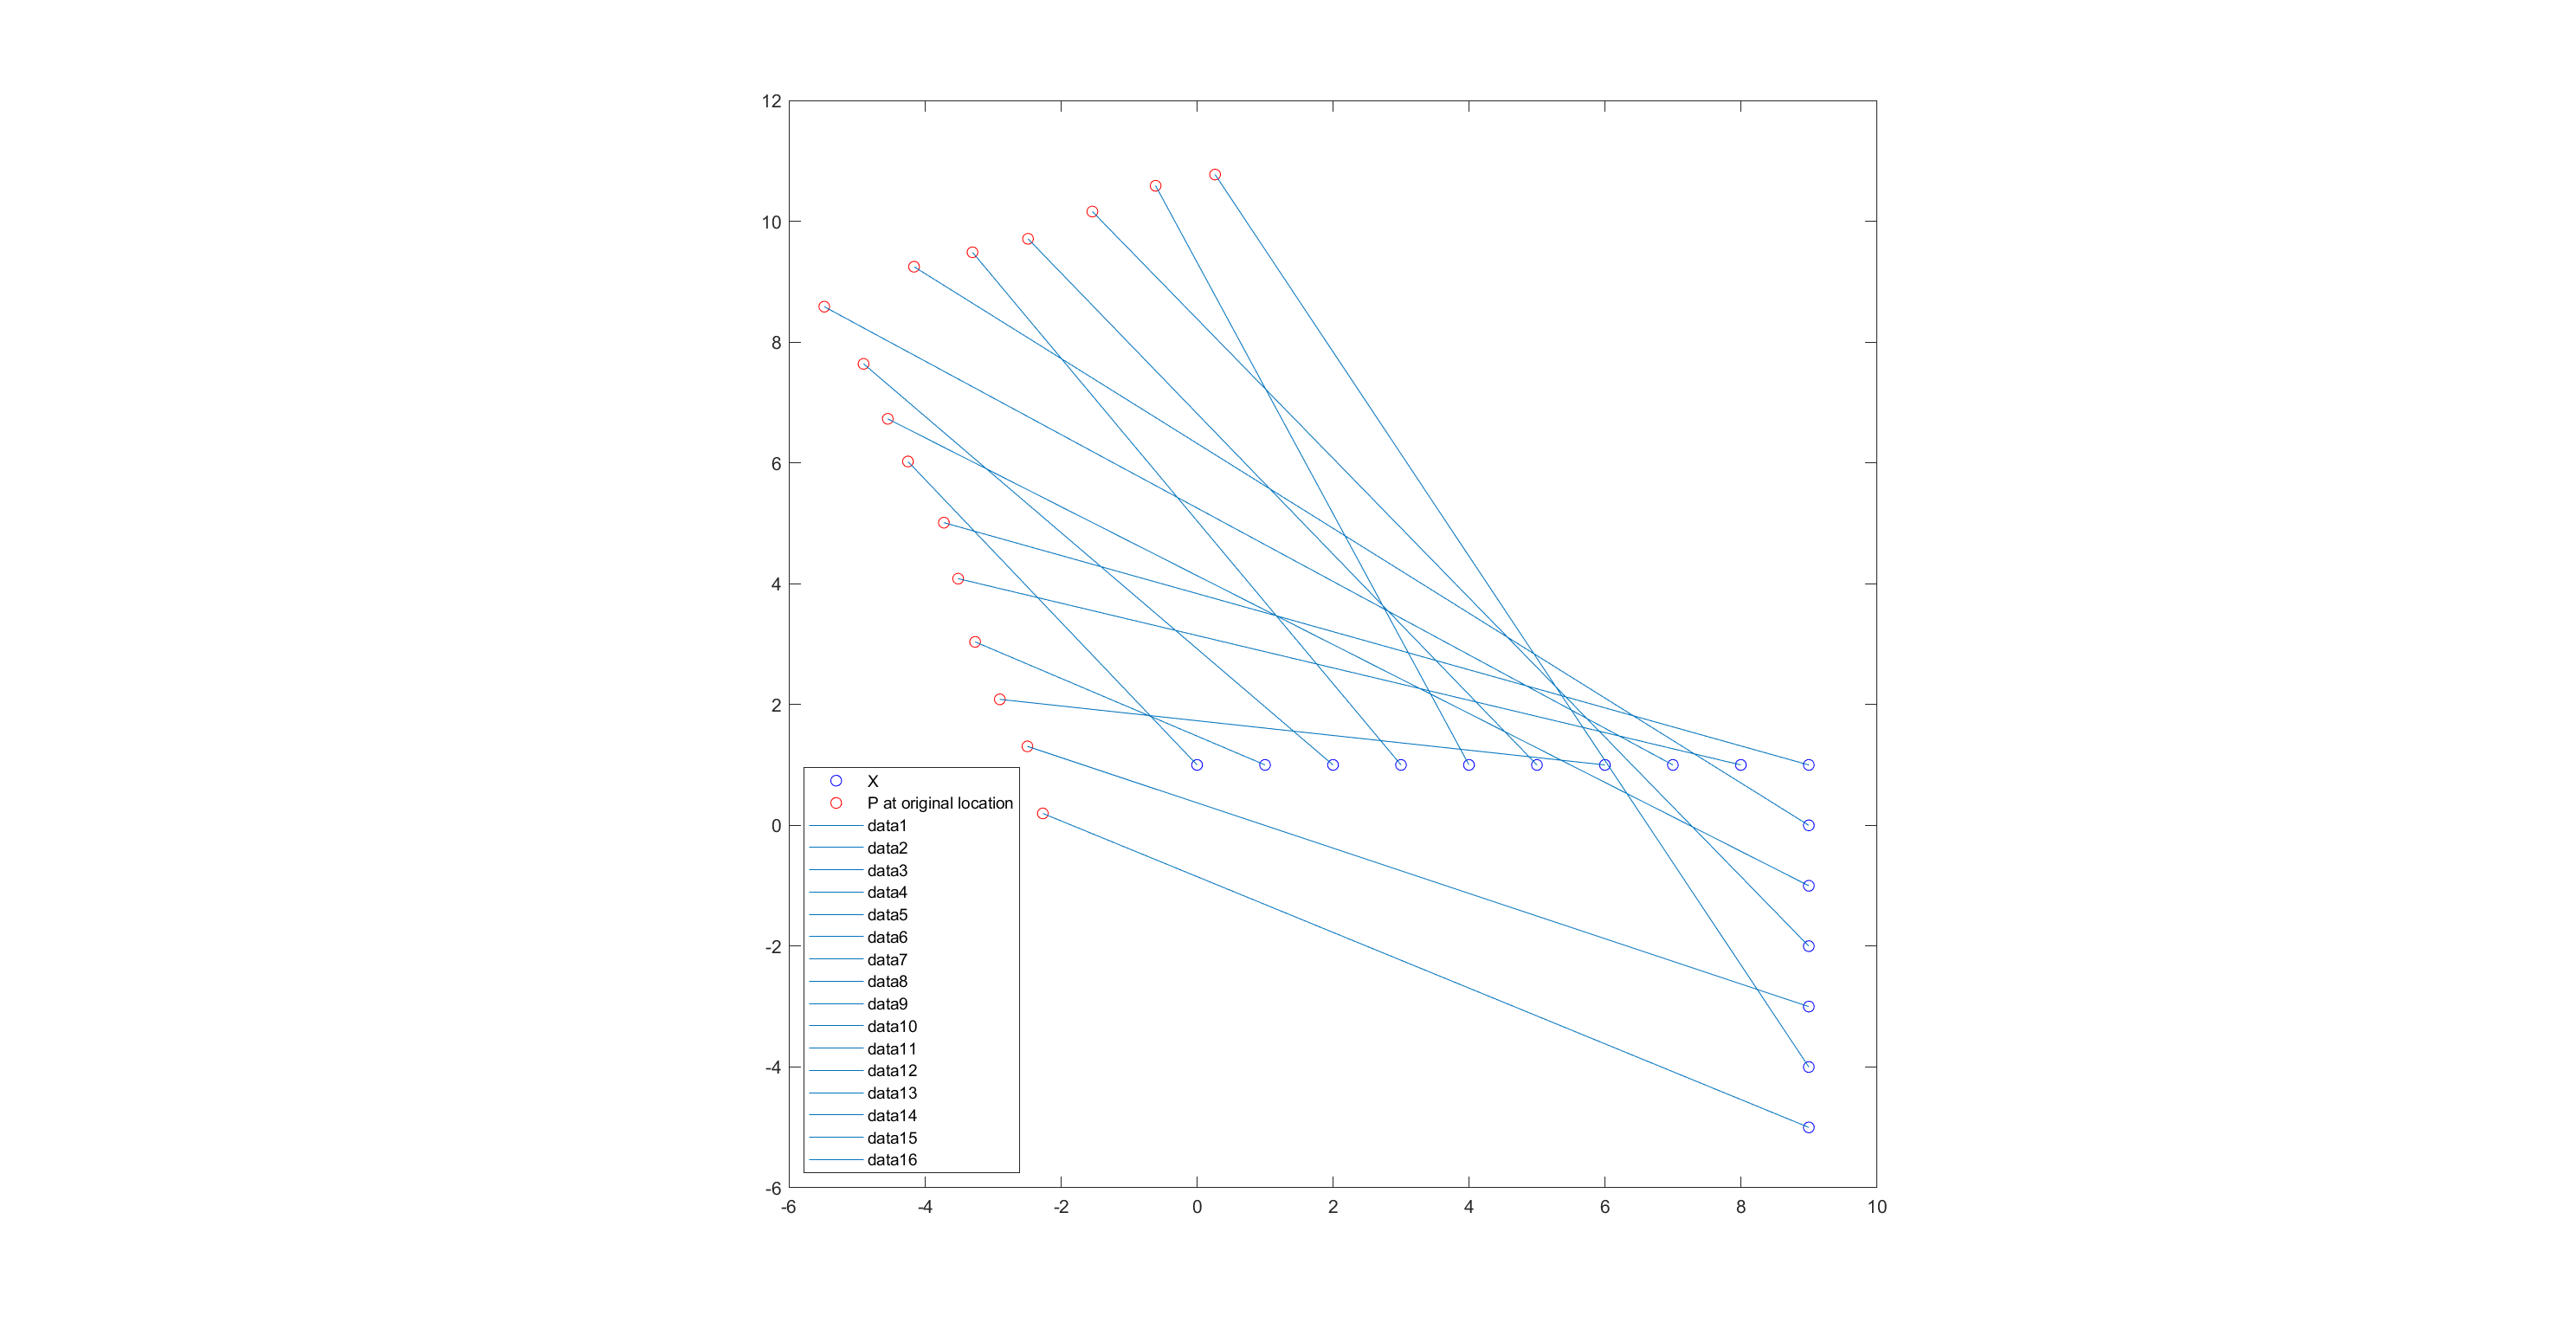 12
10
8
6
4
2
0
-2
-4
-6
X
P at original location
data1
data2
data3
data4
data5
data6
data7
data8
data9
data10
data11
data12
data13
data14
data15
data16
-6 -4 -2 0 2 4 6 8 10